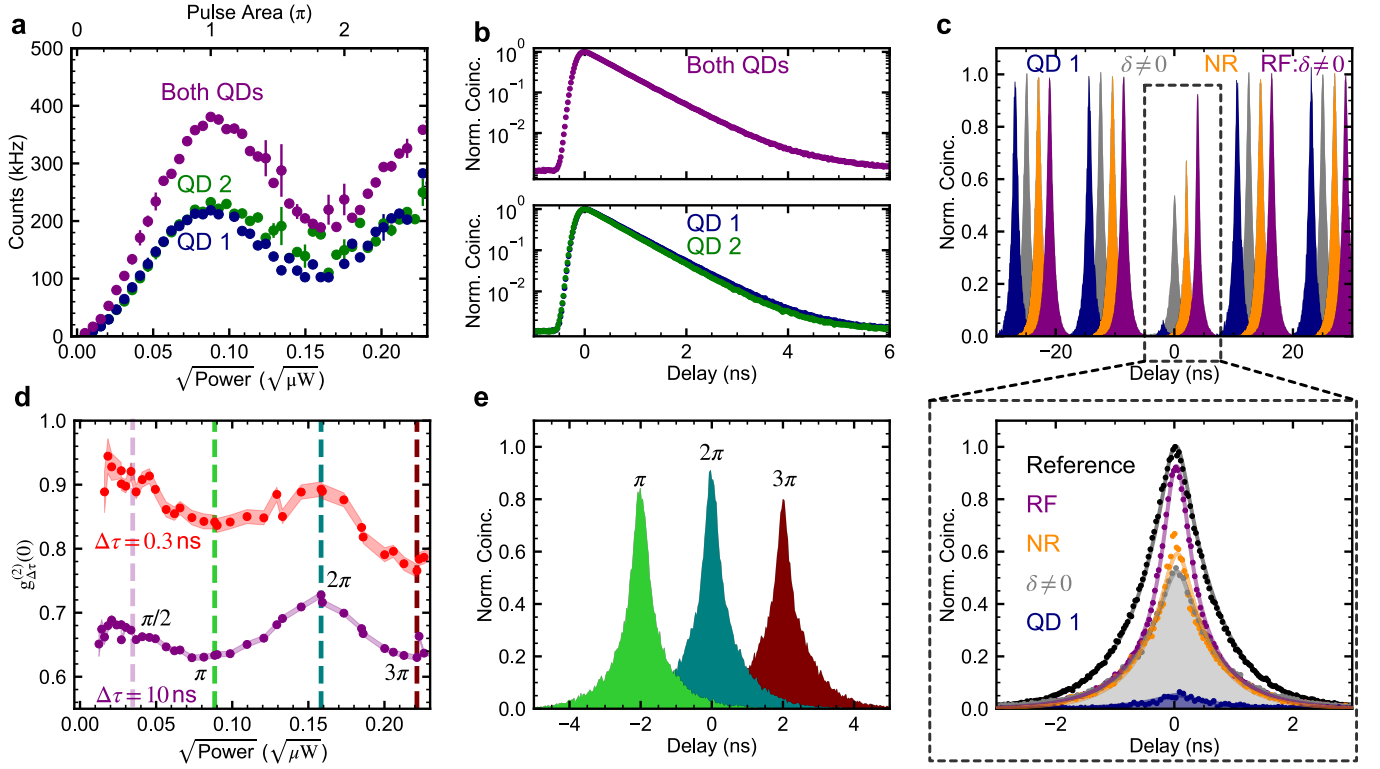 a
Pulse Area (π)
0 1 2
Counts (kHz)
500
400
300
200
100
0
Both QDs
QD 2
QD 1
0.00 0.05 0.10 0.15 0.20
√Power (√μW)
b
Norm. Coinc.
10⁰
10⁻¹
10⁻²
Both QDs
Norm. Coinc.
10⁰
10⁻¹
10⁻²
QD 1
QD 2
0 2 4 6
Delay (ns)
c
Norm. Coinc.
1.0
0.8
0.6
0.4
0.2
0.0
QD 1 δ≠0 NR RF:δ≠0
−20 0 20
Delay (ns)
Norm. Coinc.
1.0
0.8
0.6
0.4
0.2
0.0
Reference
RF
NR
δ≠0
QD 1
−2 0 2
Delay (ns)
d
g⁽²⁾_Δτ(0)
1.0
0.9
0.8
0.7
0.6
Δτ=0.3 ns
π/2
π
2π
3π
Δτ=10 ns
0.00 0.05 0.10 0.15 0.20
√Power (√μW)
e
Norm. Coinc.
1.0
0.8
0.6
0.4
0.2
0.0
π
2π
3π
−4 −2 0 2 4
Delay (ns)